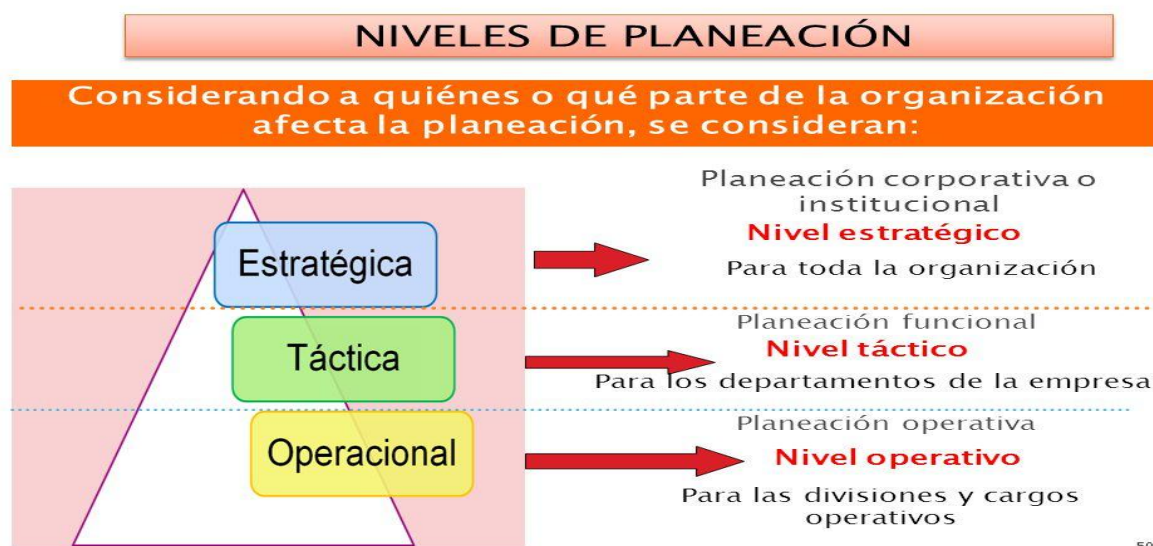 NIVELES DE PLANEACIÓN
Considerando a quiénes o qué parte de la organización
afecta la planeación, se consideran:
Estratégica
Planeación corporativa o
institucional
Nivel estratégico
Para toda la organización
Táctica
Planeación funcional
Nivel táctico
Para los departamentos de la empresa
Operacional
Planeación operativa
Nivel operativo
Para las divisiones y cargos
operativos